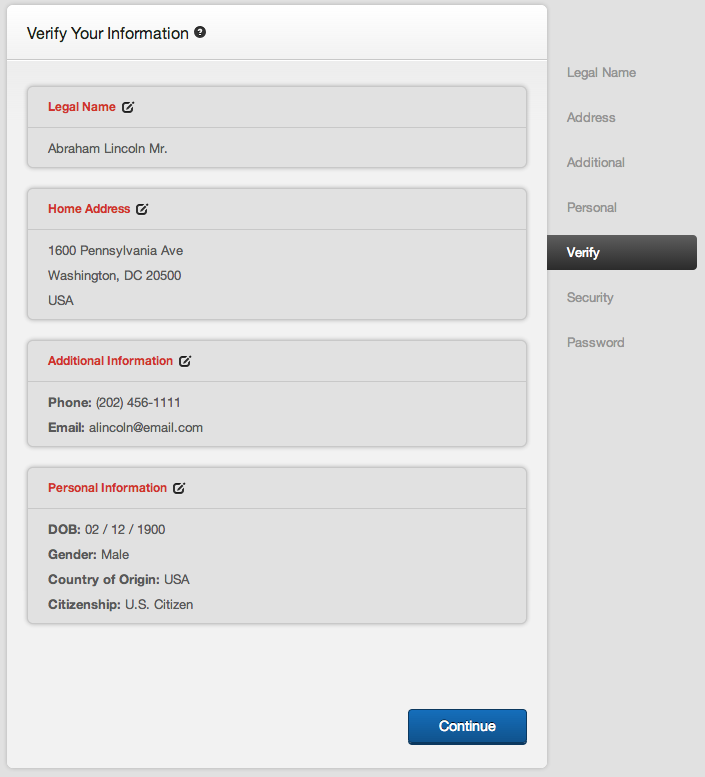 Verify Your Information ?
Legal Name
Abraham Lincoln Mr.
Home Address
1600 Pennsylvania Ave
Washington, DC 20500
USA
Additional Information
Phone: (202) 456-1111
Email: alincoln@email.com
Personal Information
DOB: 02 / 12 / 1900
Gender: Male
Country of Origin: USA
Citizenship: U.S. Citizen
Continue
Legal Name
Address
Additional
Personal
Verify
Security
Password